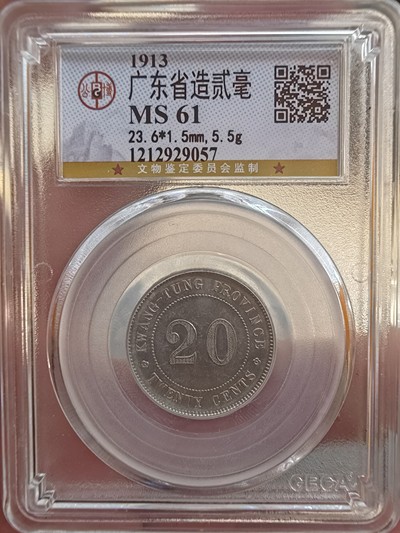 1913
广东省造贰毫
MS 61
23.6*1.5mm,5.5g
1212929057
★ 文物鉴定委员会监制 ★
KWANG-TUNG PROVINCE
20
TWENTY CENTS